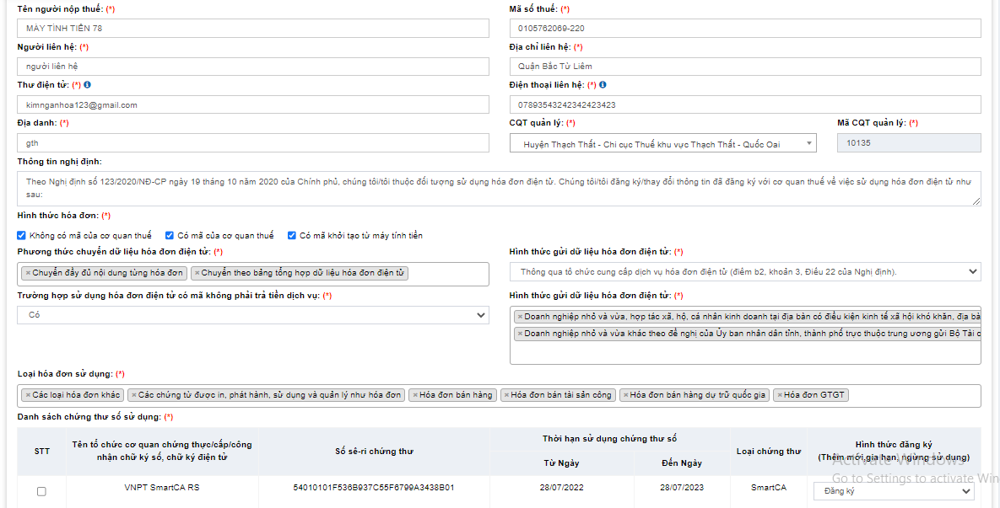 Tên người nộp thuế: (*)
Mã số thuế: (*)
MÁY TÍNH TIỀN 78
0105762069-220
Người liên hệ: (*)
Địa chỉ liên hệ: (*)
người liên hệ
Quận Bắc Từ Liêm
Thư điện tử: (*)
Điện thoại liên hệ: (*)
kimnganhoa123@gmail.com
07893543242342423423
Địa danh: (*)
CQT quản lý: (*)
Mã CQT quản lý: (*)
gth
Huyện Thạch Thất - Chi cục Thuế khu vực Thạch Thất - Quốc Oai
10135
Thông tin nghị định:
Theo Nghị định số 123/2020/NĐ-CP ngày 19 tháng 10 năm 2020 của Chính phủ, chúng tôi/tôi thuộc đối tượng sử dụng hóa đơn điện tử. Chúng tôi/tôi đăng ký/thay đổi thông tin đã đăng ký với cơ quan thuế về việc sử dụng hóa đơn điện tử như
sau:
Hình thức hóa đơn: (*)
Không có mã của cơ quan thuế
Có mã của cơ quan thuế
Có mã khởi tạo từ máy tính tiền
Phương thức chuyển dữ liệu hóa đơn điện tử: (*)
Hình thức gửi dữ liệu hóa đơn điện tử: (*)
×Chuyển đầy đủ nội dung từng hóa đơn
×Chuyển theo bảng tổng hợp dữ liệu hóa đơn điện tử
Thông qua tổ chức cung cấp dịch vụ hóa đơn điện tử (điểm b2, khoản 3, Điều 22 của Nghị định).
Trường hợp sử dụng hóa đơn điện tử có mã không phải trả tiền dịch vụ: (*)
Hình thức gửi dữ liệu hóa đơn điện tử: (*)
Có
×Doanh nghiệp nhỏ và vừa, hợp tác xã, hộ, cá nhân kinh doanh tại địa bàn có điều kiện kinh tế xã hội khó khăn, địa bà
×Doanh nghiệp nhỏ và vừa khác theo đề nghị của Ủy ban nhân dân tỉnh, thành phố trực thuộc trung ương gửi Bộ Tài c
Loại hóa đơn sử dụng: (*)
×Các loại hóa đơn khác
×Các chứng từ được in, phát hành, sử dụng và quản lý như hóa đơn
×Hóa đơn bán hàng
×Hóa đơn bán tài sản công
×Hóa đơn bán hàng dự trữ quốc gia
×Hóa đơn GTGT
Danh sách chứng thư số sử dụng: (*)
STT
Tên tổ chức cơ quan chứng thực/cấp/công
nhận chữ ký số, chữ ký điện tử
Số sê-ri chứng thư
Thời hạn sử dụng chứng thư số
Từ Ngày
Đến Ngày
Loại chứng thư
Hình thức đăng ký
(Thêm mới,gia hạn, ngừng sử dụng)
VNPT SmartCA RS
54010101F536B937C55F6799A3438B01
28/07/2022
28/07/2023
SmartCA
Đăng ký
Activate Windows
Go to Settings to activate Win